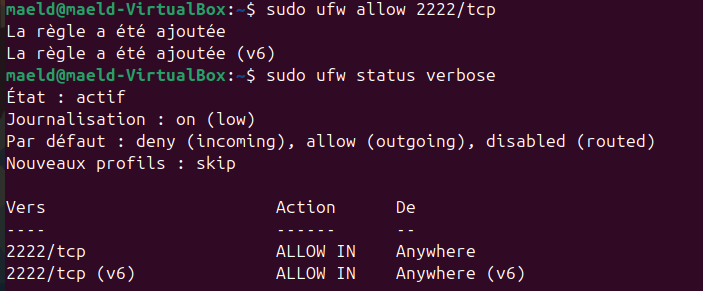 maeld@maeld-VirtualBox:~$ sudo ufw allow 2222/tcp
La règle a été ajoutée
La règle a été ajoutée (v6)
maeld@maeld-VirtualBox:~$ sudo ufw status verbose
État : actif
Journalisation : on (low)
Par défaut : deny (incoming), allow (outgoing), disabled (routed)
Nouveaux profils : skip

Vers                       Action      De
----                       ------      --
2222/tcp                   ALLOW IN    Anywhere
2222/tcp (v6)              ALLOW IN    Anywhere (v6)